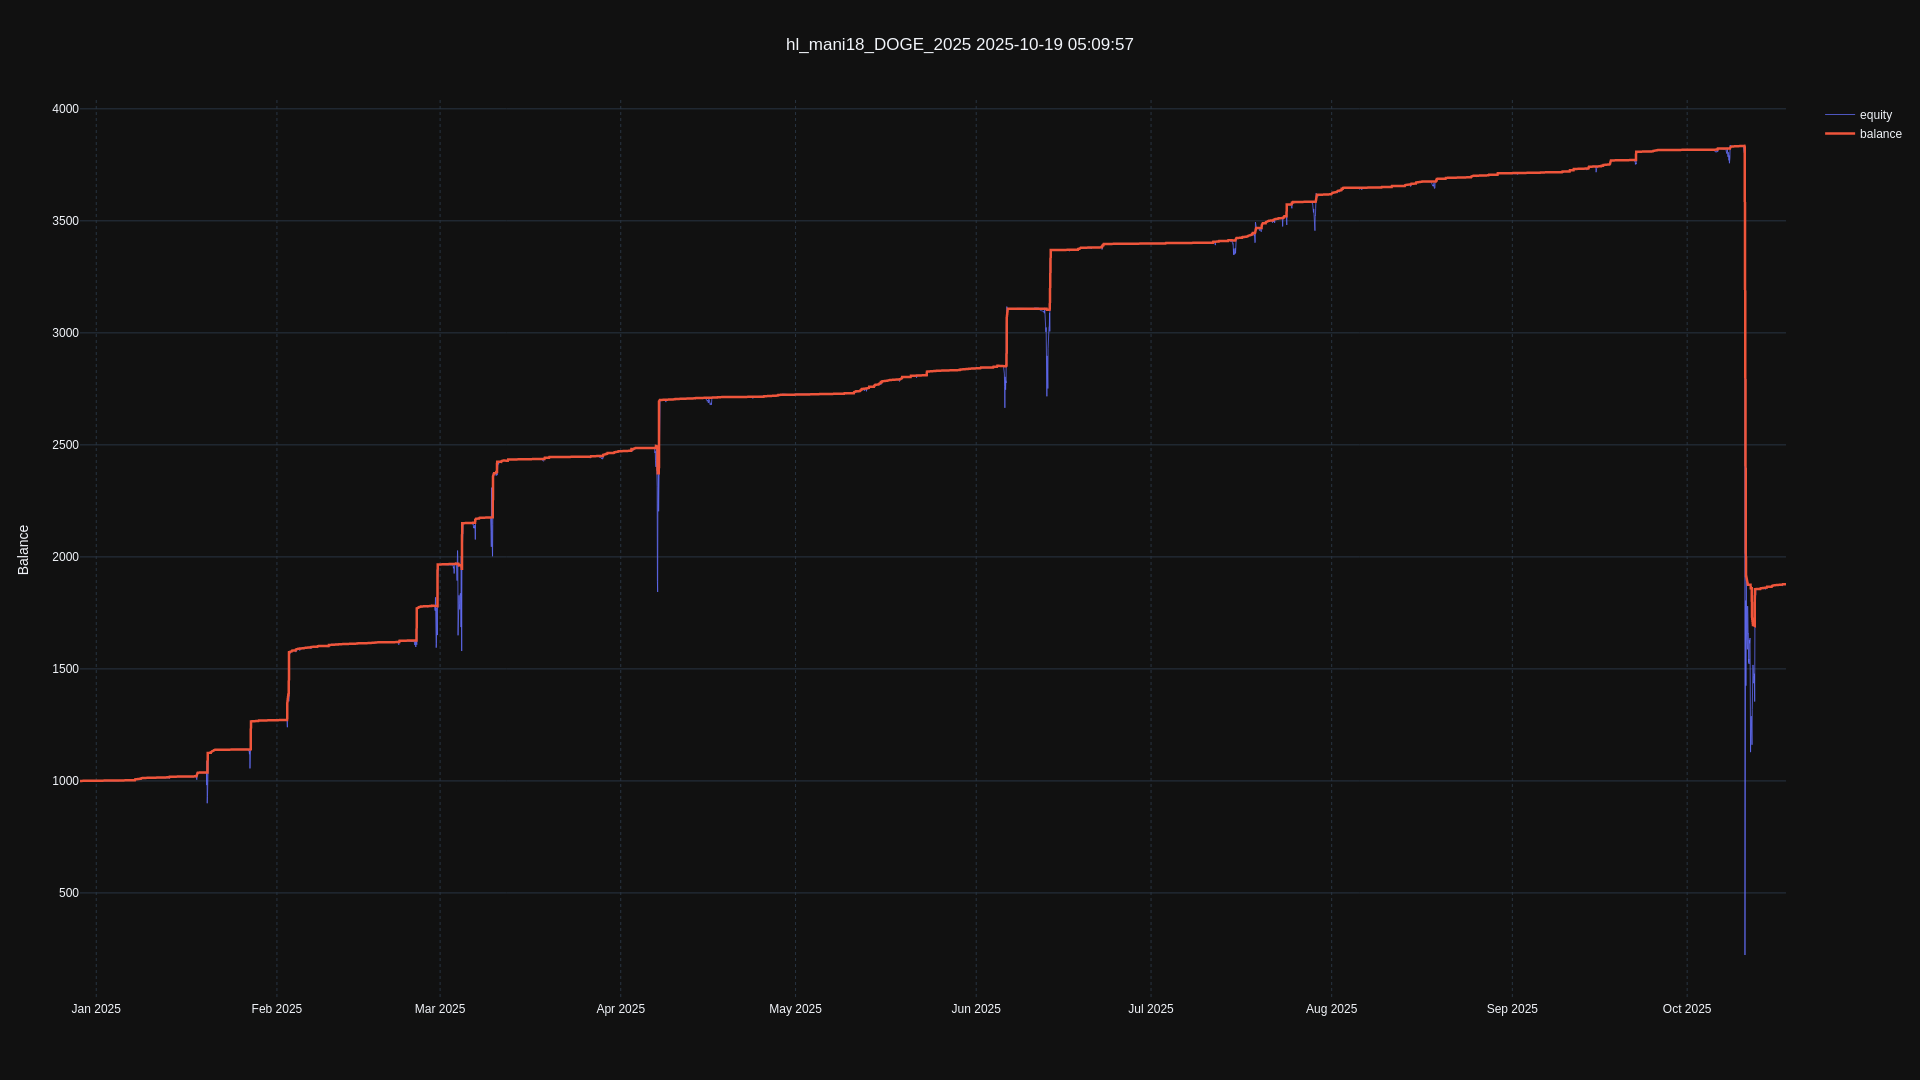 hl_mani18_DOGE_2025 2025-10-19 05:09:57
4000
3500
3000
2500
2000
1500
1000
500
Balance
equity
balance
Jan 2025
Feb 2025
Mar 2025
Apr 2025
May 2025
Jun 2025
Jul 2025
Aug 2025
Sep 2025
Oct 2025